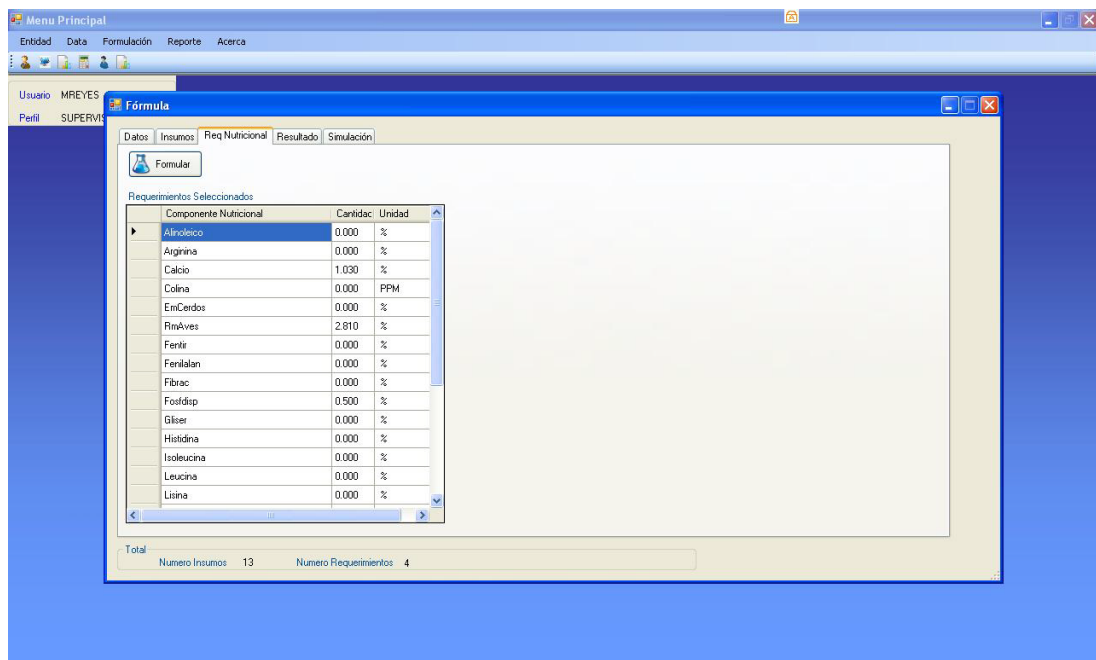 Menu Principal
Entidad Data Formulación Reporte Acerca
Usuario MREYES
Perfil SUPERVIS
Fórmula
Datos Insumos Req Nutricional Resultado Simulación
Formular
Requerimientos Seleccionados
Componente Nutricional Cantidac Unidad
Alinoleico 0.000 %
Arginina 0.000 %
Calcio 1.030 %
Colina 0.000 PPM
EmCerdos 0.000 %
RmAves 2.810 %
Fentir 0.000 %
Fenilalan 0.000 %
Fibrac 0.000 %
Fosfdisp 0.500 %
Gliser 0.000 %
Histidina 0.000 %
Isoleucina 0.000 %
Leucina 0.000 %
Lisina 0.000 %
Total
Numero Insumos 13 Numero Requerimientos 4